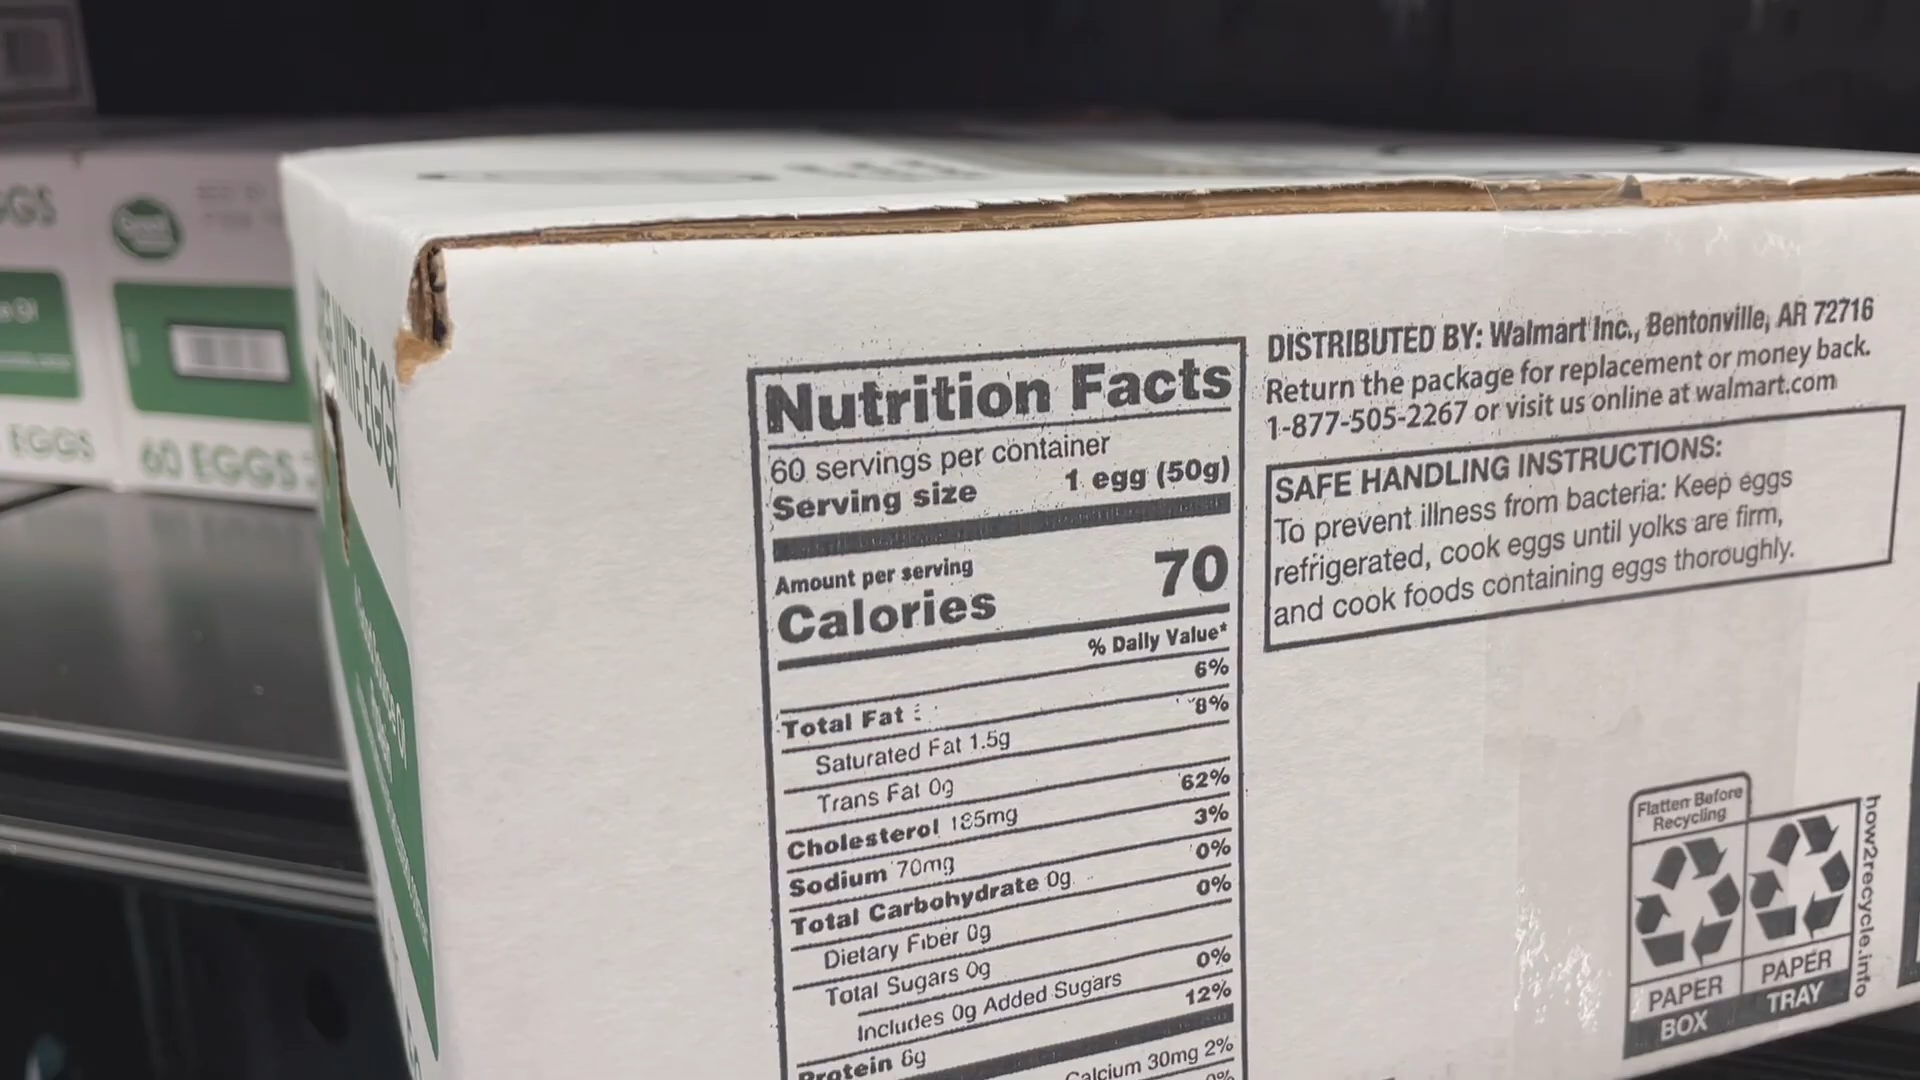 GGS
EGGS
60 EGGS
WHITE EGGS
Nutrition Facts
60 servings per container
Serving size 1 egg (50g)
Amount per serving
Calories 70
% Daily Value*
Total Fat 6%
Saturated Fat 1.5g 8%
Trans Fat 0g
Cholesterol 185mg 62%
Sodium 70mg 3%
Total Carbohydrate 0g 0%
Dietary Fiber 0g 0%
Total Sugars 0g
Includes 0g Added Sugars 0%
Protein 6g 12%
Calcium 30mg 2%
0%
DISTRIBUTED BY: Walmart Inc., Bentonville, AR 72716
Return the package for replacement or money back.
1-877-505-2267 or visit us online at walmart.com
SAFE HANDLING INSTRUCTIONS:
To prevent illness from bacteria: Keep eggs
refrigerated, cook eggs until yolks are firm,
and cook foods containing eggs thoroughly.
Flatten Before
Recycling
PAPER
BOX
PAPER
TRAY
how2recycle.info